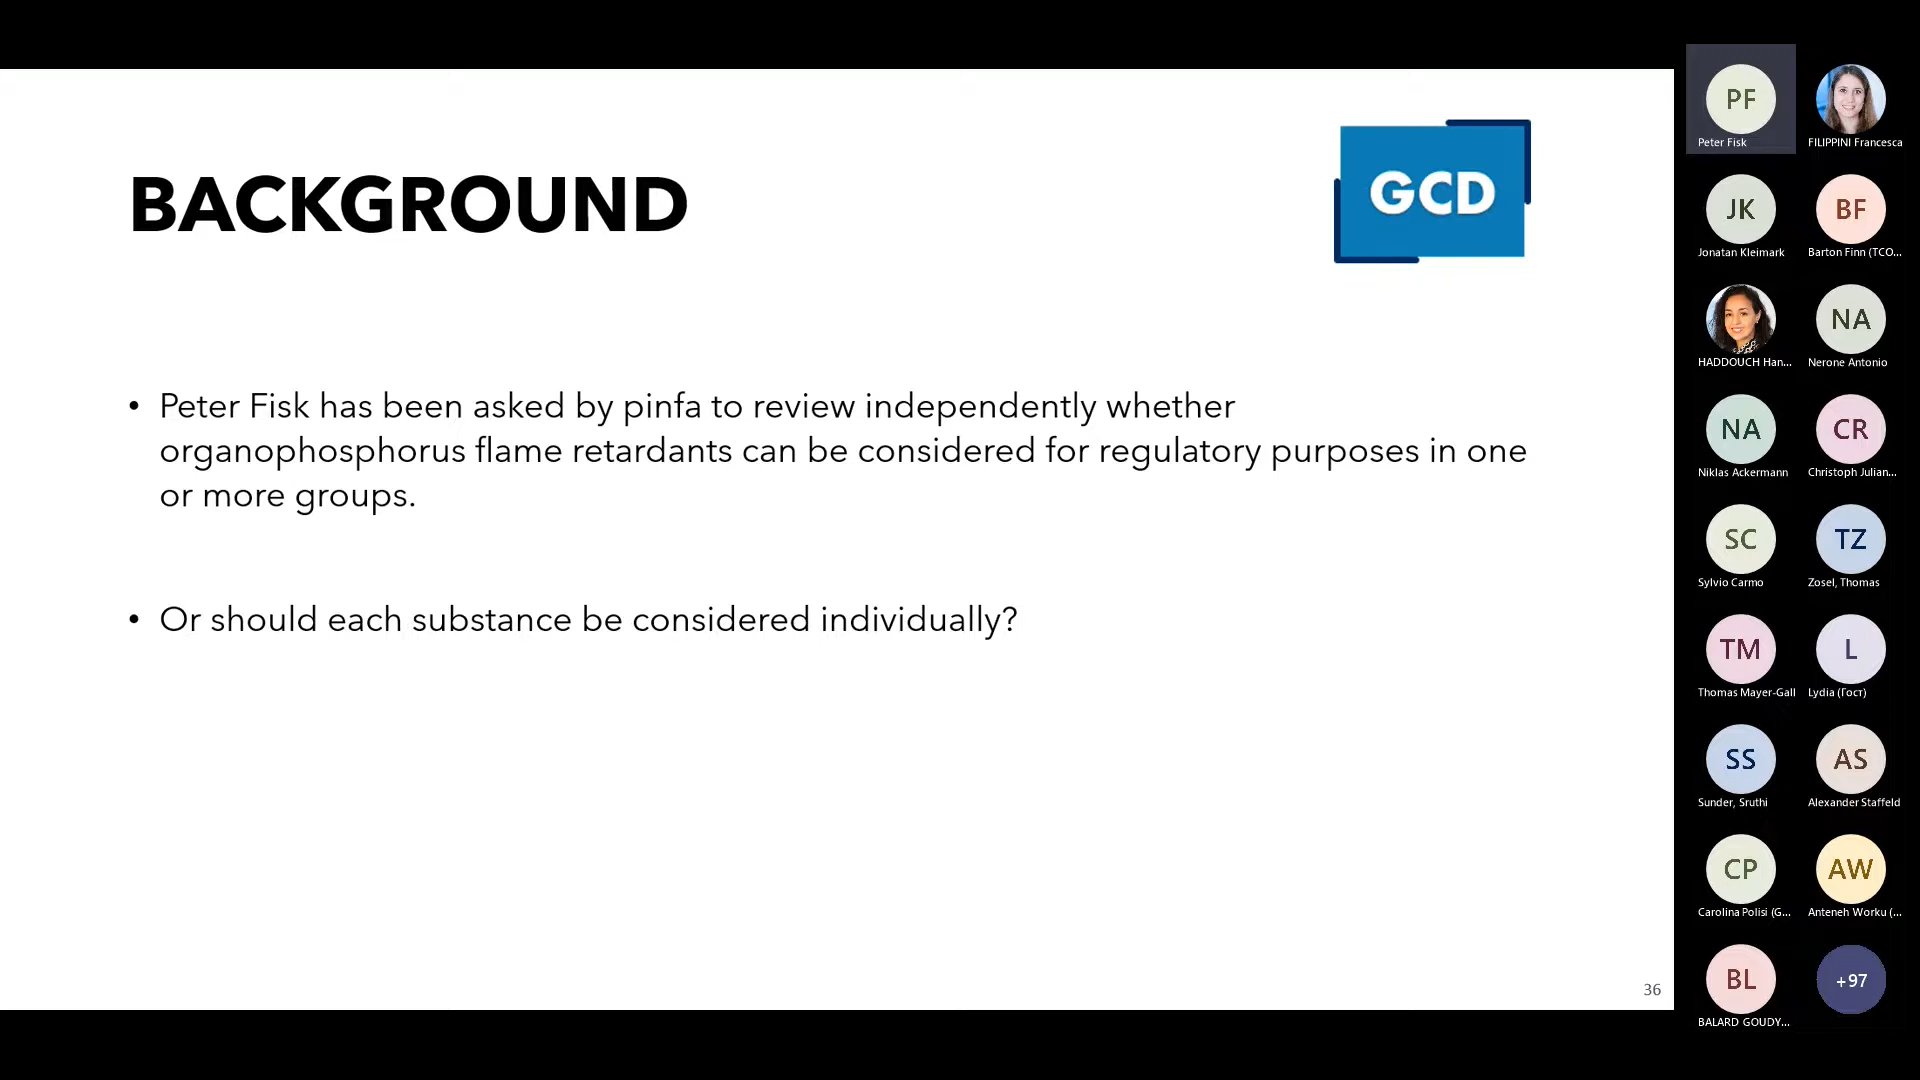 BACKGROUND
GCD
• Peter Fisk has been asked by pinfa to review independently whether
organophosphorus flame retardants can be considered for regulatory purposes in one
or more groups.
• Or should each substance be considered individually?
36
PF
Peter Fisk
FILIPPINI Francesca
JK
Jonatan Kleimark
BF
Barton Finn (TCO...
HADDOUCH Han...
NA
Nerone Antonio
NA
Niklas Ackermann
CR
Christoph Julian...
SC
Sylvio Carmo
TZ
Zosel, Thomas
TM
Thomas Mayer-Gall
L
Lydia (Гост)
SS
Sunder, Sruthi
AS
Alexander Staffeld
CP
Carolina Polisi (G...
AW
Anteneh Worku (...
BL
BALARD GOUDY...
+97